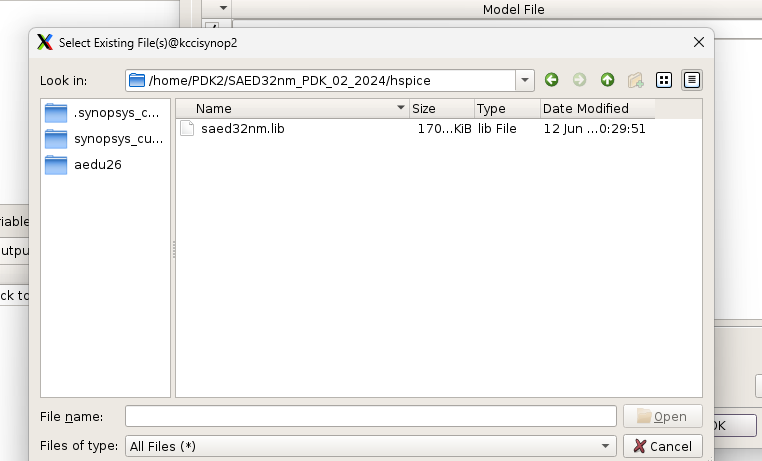 Model File
Select Existing File(s)@kccisynop2
Look in: /home/PDK2/SAED32nm_PDK_02_2024/hspice
.synopsys_c...
synopsys_cu...
aedu26
Name Size Type Date Modified
saed32nm.lib 170...KiB lib File 12 Jun ...0:29:51
riable
utpu
ck to
File name: Open
Files of type: All Files (*) Cancel
OK